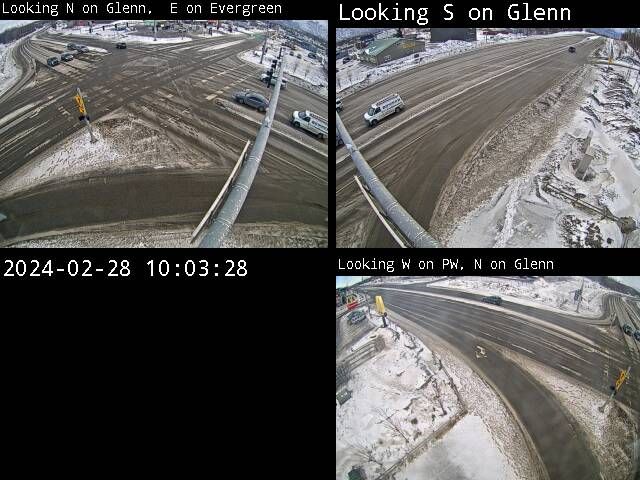 Looking N on Glenn,  E on Evergreen
Looking S on Glenn
2024-02-28 10:03:28
Looking W on PW, N on Glenn